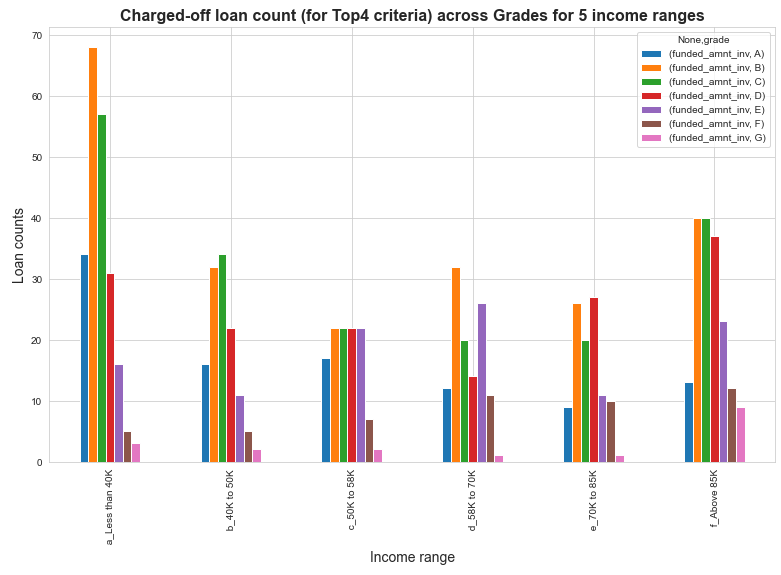 Charged-off loan count (for Top4 criteria) across Grades for 5 income ranges
None,grade
(funded_amnt_inv, A)
(funded_amnt_inv, B)
(funded_amnt_inv, C)
(funded_amnt_inv, D)
(funded_amnt_inv, E)
(funded_amnt_inv, F)
(funded_amnt_inv, G)
Loan counts
70
60
50
40
30
20
10
0
a_Less than 40K
b_40K to 50K
c_50K to 58K
d_58K to 70K
e_70K to 85K
f_Above 85K
Income range